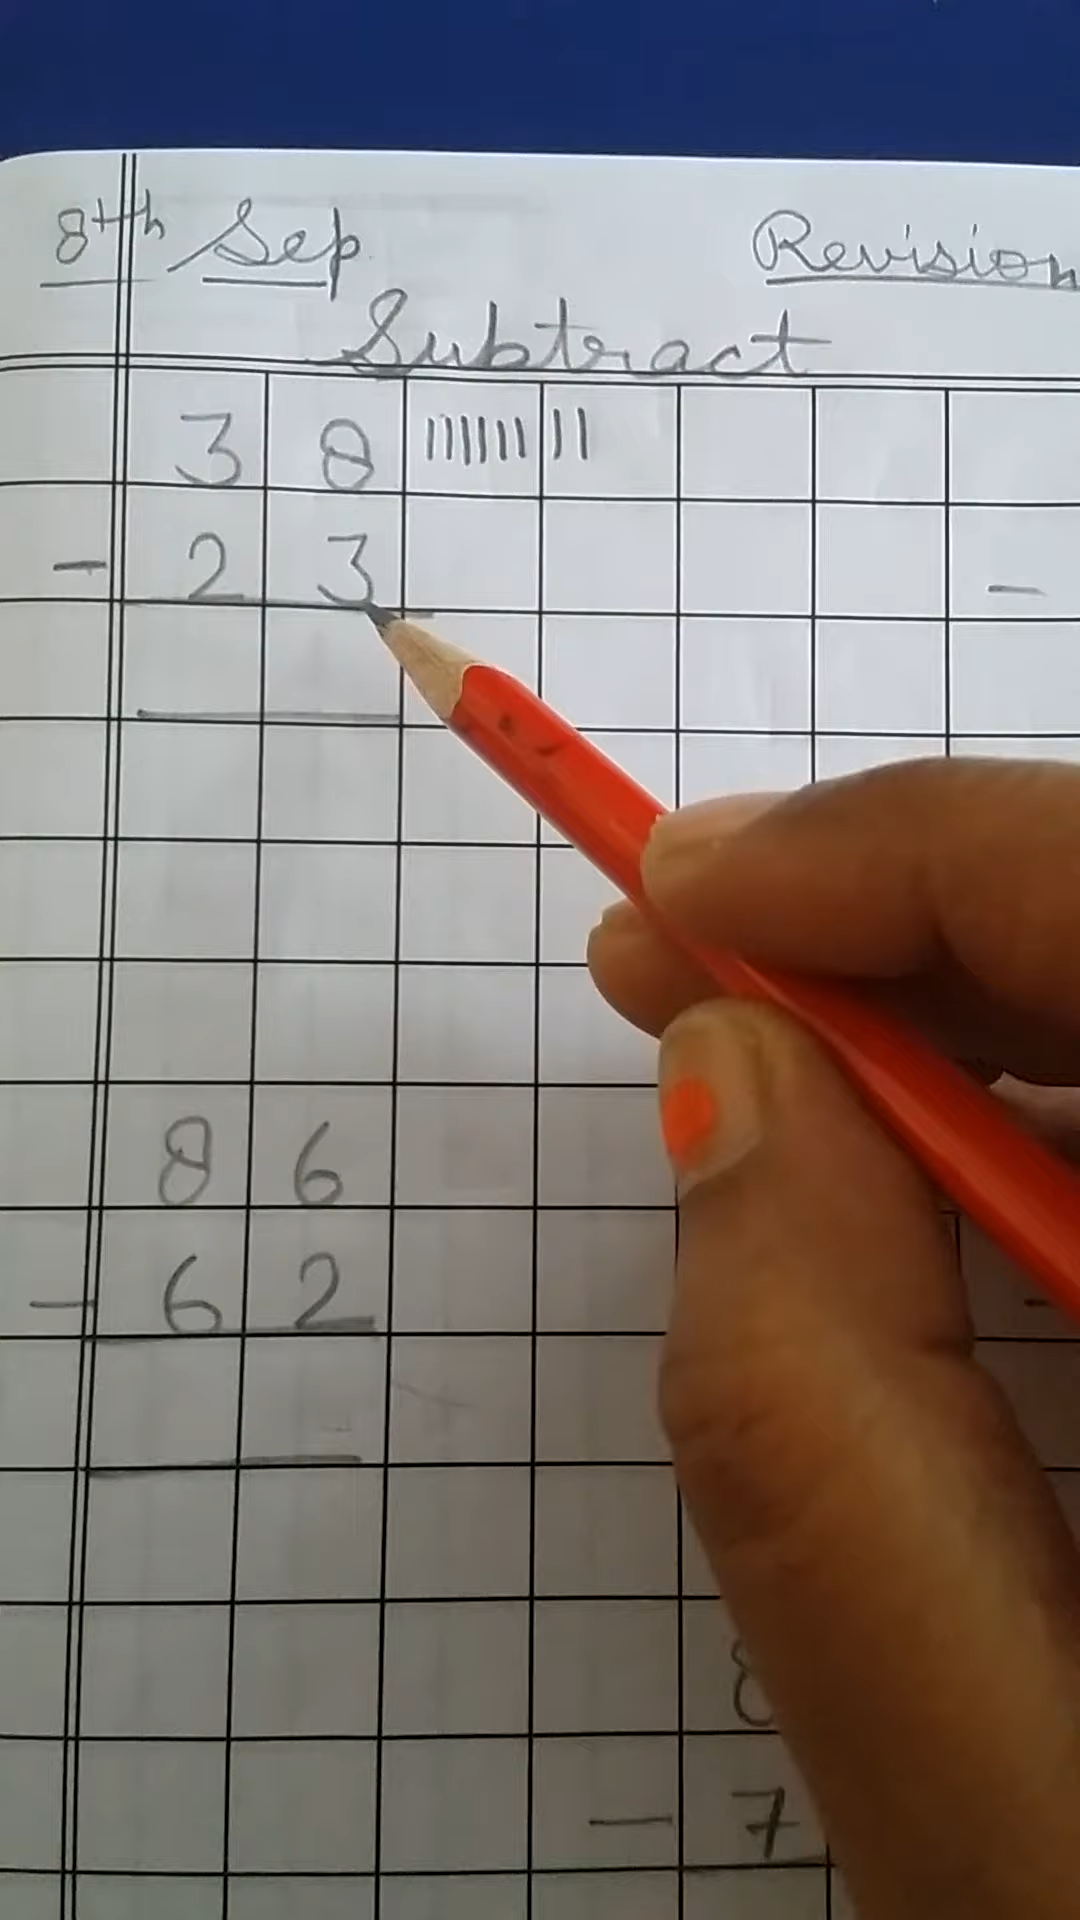 8th Sep Revision
Subtract
3 8
- 2 3 -
8 6
- 6 2 -
8
- 7